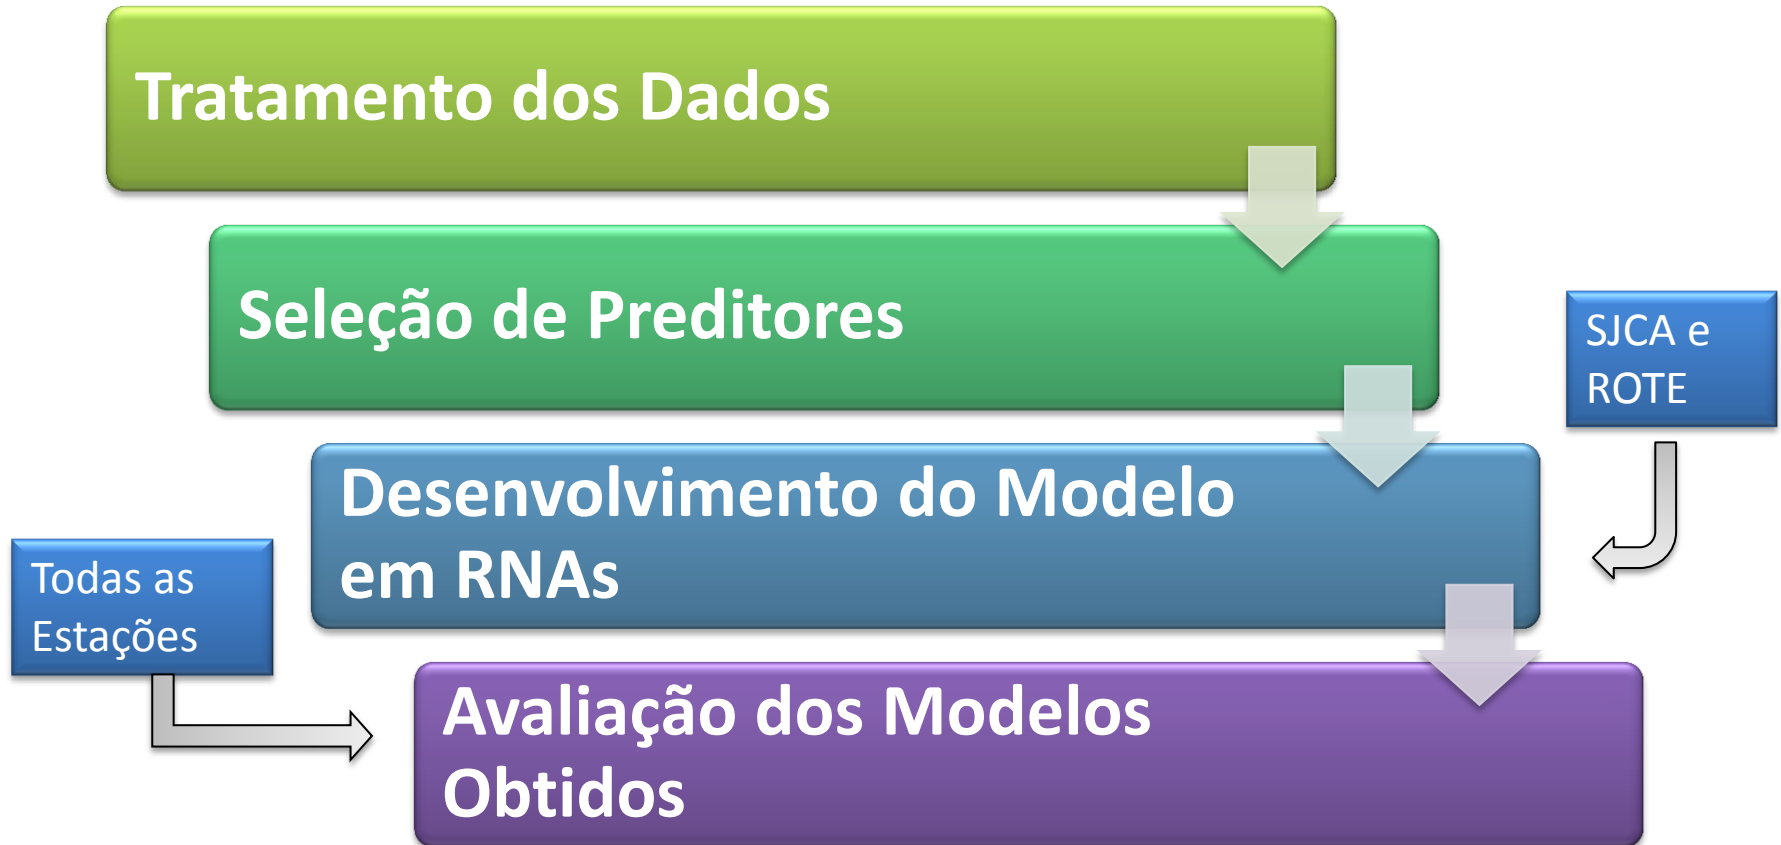 Tratamento dos Dados
Seleção de Preditores
SJCA e
ROTE
Desenvolvimento do Modelo
em RNAs
Todas as
Estações
Avaliação dos Modelos
Obtidos